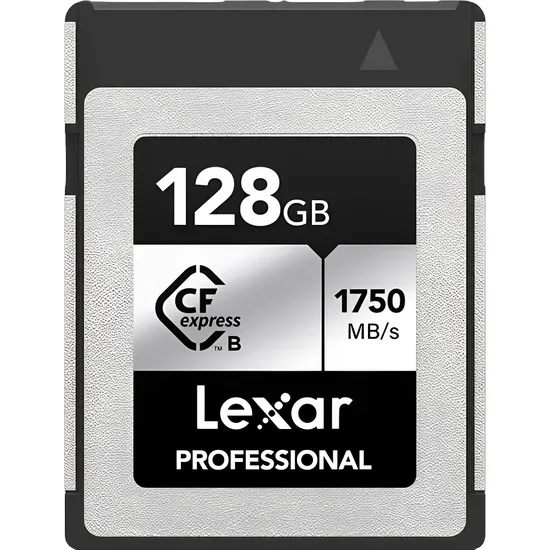 128GB
CF
express
™ B
1750
MB/s
Lexar
PROFESSIONAL